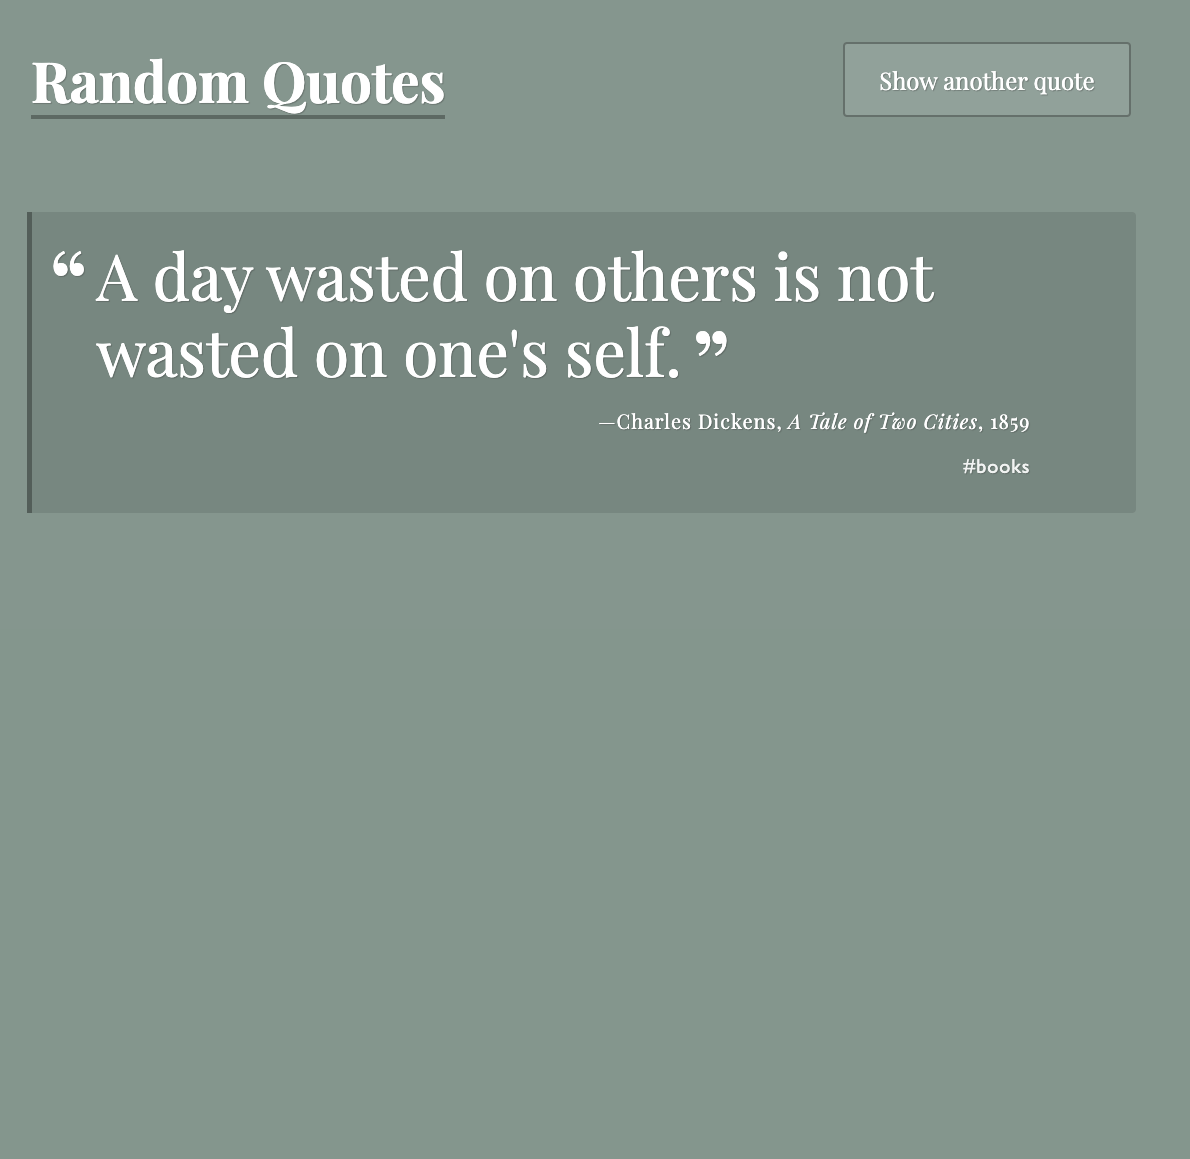 Random Quotes
Show another quote
“ A day wasted on others is not
wasted on one's self. ”
—Charles Dickens, A Tale of Two Cities, 1859
#books